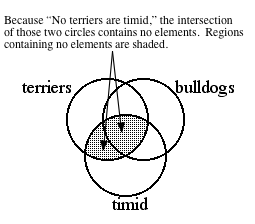 Because “No terriers are timid,” the intersection
of those two circles contains no elements.  Regions
containing no elements are shaded.
terriers
bulldogs
timid